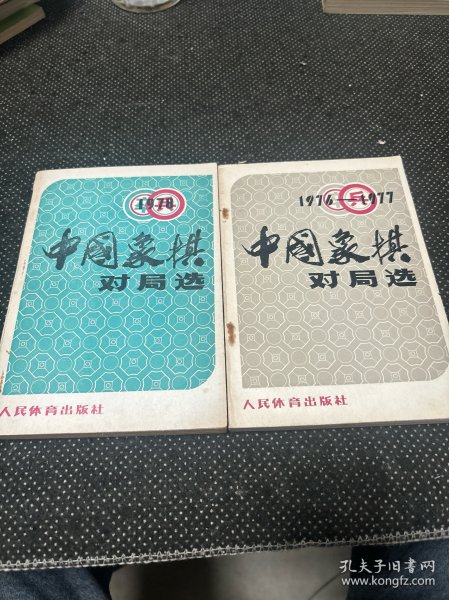 1978
中国象棋
对局选
人民体育出版社
兵
1976—1977
中国象棋
对局选
人民体育出版社
孔夫子旧书网
www.kongfz.com